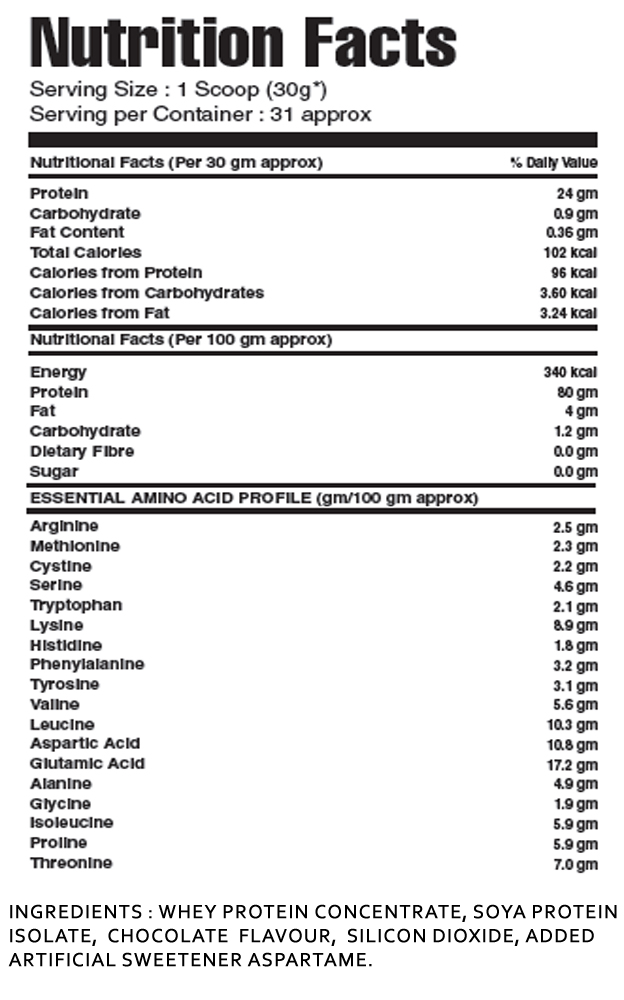 Nutrition Facts
Serving Size : 1 Scoop (30g*)
Serving per Container : 31 approx
Nutritional Facts (Per 30 gm approx) % Daily Value
Protein 24 gm
Carbohydrate 0.9 gm
Fat Content 0.36 gm
Total Calories 102 kcal
Calories from Protein 96 kcal
Calories from Carbohydrates 3.60 kcal
Calories from Fat 3.24 kcal
Nutritional Facts (Per 100 gm approx)
Energy 340 kcal
Protein 80 gm
Fat 4 gm
Carbohydrate 1.2 gm
Dietary Fibre 0.0 gm
Sugar 0.0 gm
ESSENTIAL AMINO ACID PROFILE (gm/100 gm approx)
Arginine 2.5 gm
Methionine 2.3 gm
Cystine 2.2 gm
Serine 4.6 gm
Tryptophan 2.1 gm
Lysine 8.9 gm
Histidine 1.8 gm
Phenylalanine 3.2 gm
Tyrosine 3.1 gm
Valine 5.6 gm
Leucine 10.3 gm
Aspartic Acid 10.8 gm
Glutamic Acid 17.2 gm
Alanine 4.9 gm
Glycine 1.9 gm
Isoleucine 5.9 gm
Proline 5.9 gm
Threonine 7.0 gm
INGREDIENTS : WHEY PROTEIN CONCENTRATE, SOYA PROTEIN
ISOLATE, CHOCOLATE FLAVOUR, SILICON DIOXIDE, ADDED
ARTIFICIAL SWEETENER ASPARTAME.